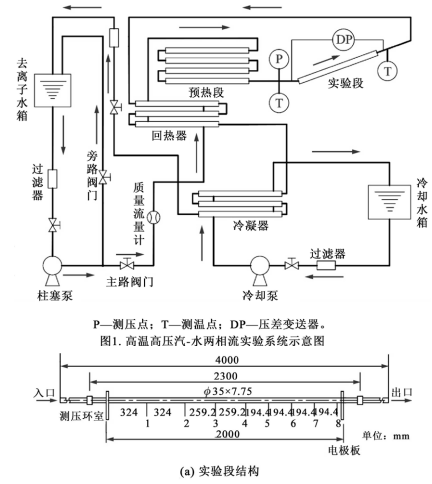 DP
P
T
T
去离子水箱
预热段
实验段
回热器
过滤器
旁路阀门
质量流量计
冷凝器
冷却水箱
过滤器
柱塞泵
主路阀门
冷却泵
P—测压点；T—测温点；DP—压差变送器。
图1. 高温高压汽-水两相流实验系统示意图
4000
2300
入口
φ35×7.75
出口
324 324 259.2 259.2 194.4 194.4 194.4 194.4
测压环室
1 2 3 4 5 6 7 8
2000
单位：mm
电极板
(a) 实验段结构